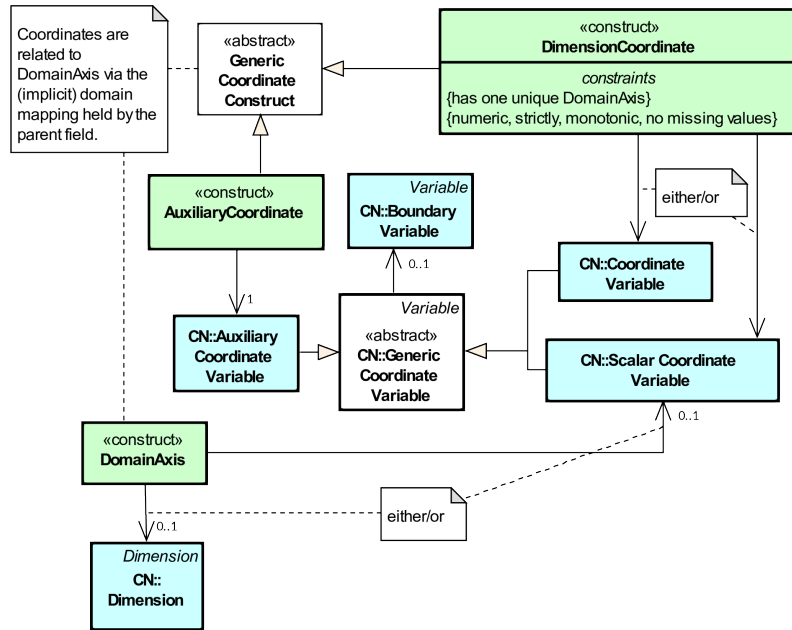 Coordinates are
related to
DomainAxis via the
(implicit) domain
mapping held by the
parent field.
«abstract»
Generic
Coordinate
Construct
«construct»
DimensionCoordinate
constraints
{has one unique DomainAxis}
{numeric, strictly, monotonic, no missing values}
«construct»
AuxiliaryCoordinate
Variable
CN::Boundary
Variable
either/or
0..1
CN::Coordinate
Variable
1
Variable
«abstract»
CN::Generic
Coordinate
Variable
CN::Auxiliary
Coordinate
Variable
CN::Scalar Coordinate
Variable
0..1
«construct»
DomainAxis
either/or
0..1
Dimension
CN::
Dimension